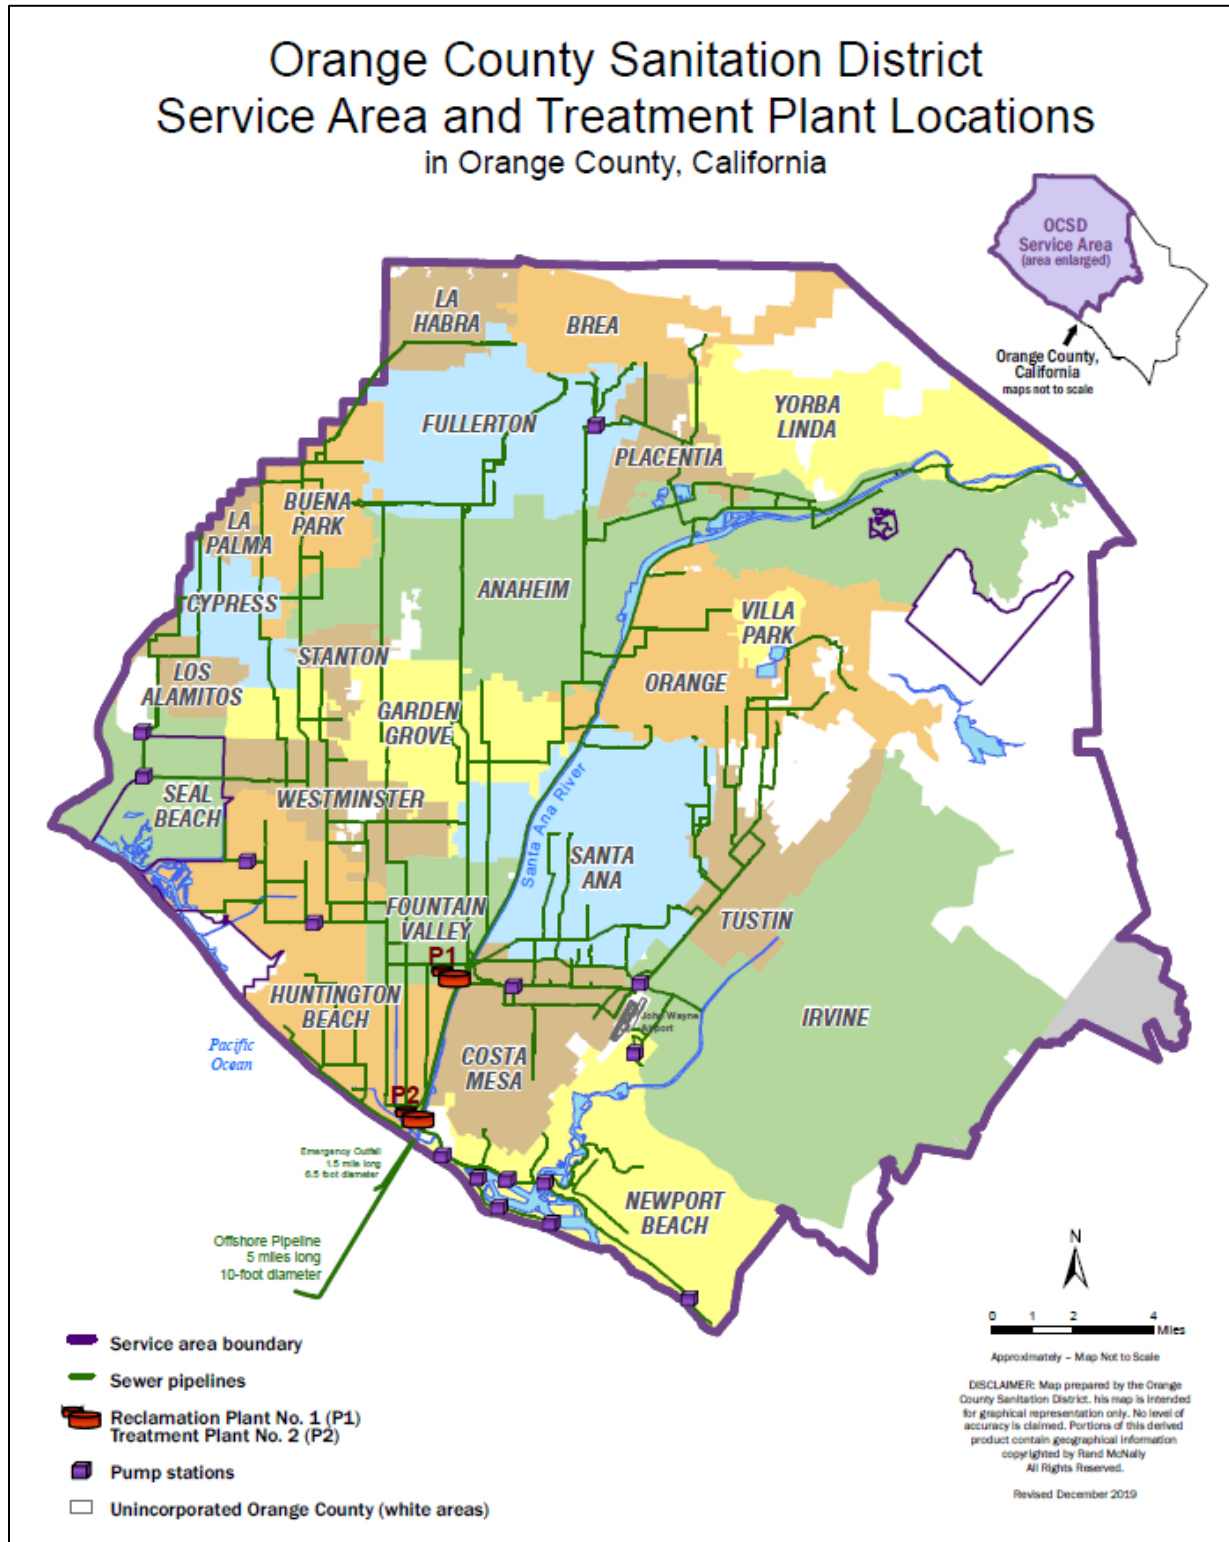 Orange County Sanitation District
Service Area and Treatment Plant Locations
in Orange County, California
OCSD
Service Area
(area enlarged)
Orange County,
California
maps not to scale
LA
HABRA
BREA
FULLERTON
YORBA
LINDA
PLACENTIA
BUENA
PARK
LA
PALMA
ANAHEIM
CYPRESS
VILLA
PARK
STANTON
LOS
ALAMITOS
ORANGE
GARDEN
GROVE
Santa Ana River
SEAL
BEACH
WESTMINSTER
SANTA
ANA
FOUNTAIN
VALLEY
TUSTIN
P1
HUNTINGTON
BEACH
John Wayne
Airport
IRVINE
Pacific
Ocean
COSTA
MESA
P2
Emergency Outfall
1.5 mile long
6.5 foot diameter
NEWPORT
BEACH
Offshore Pipeline
5 miles long
10-foot diameter
N
0 1 2 4
Miles
Approximately – Map Not to Scale
DISCLAIMER: Map prepared by the Orange
County Sanitation District. his map is intended
for graphical representation only. No level of
accuracy is claimed. Portions of this derived
product contain geographical information
copyrighted by Rand McNally
All Rights Reserved.
Revised December 2019
Service area boundary
Sewer pipelines
Reclamation Plant No. 1 (P1)
Treatment Plant No. 2 (P2)
Pump stations
Unincorporated Orange County (white areas)